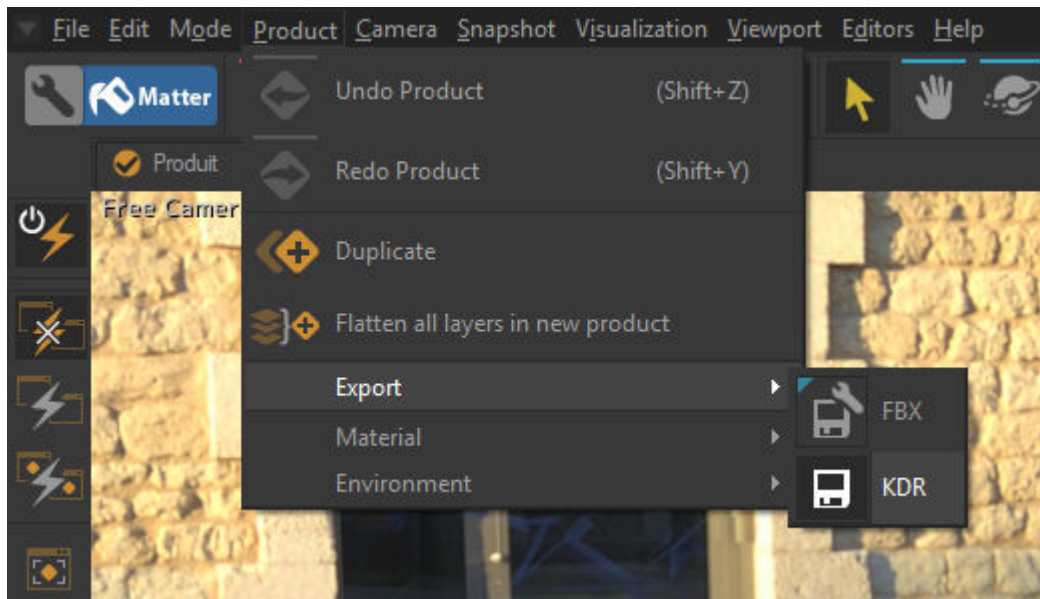 File Edit Mode Product Camera Snapshot Visualization Viewport Editors Help
Matter
Undo Product (Shift+Z)
Redo Product (Shift+Y)
Produit
Free Camer
Duplicate
Flatten all layers in new product
Export
FBX
Material
Environment
KDR